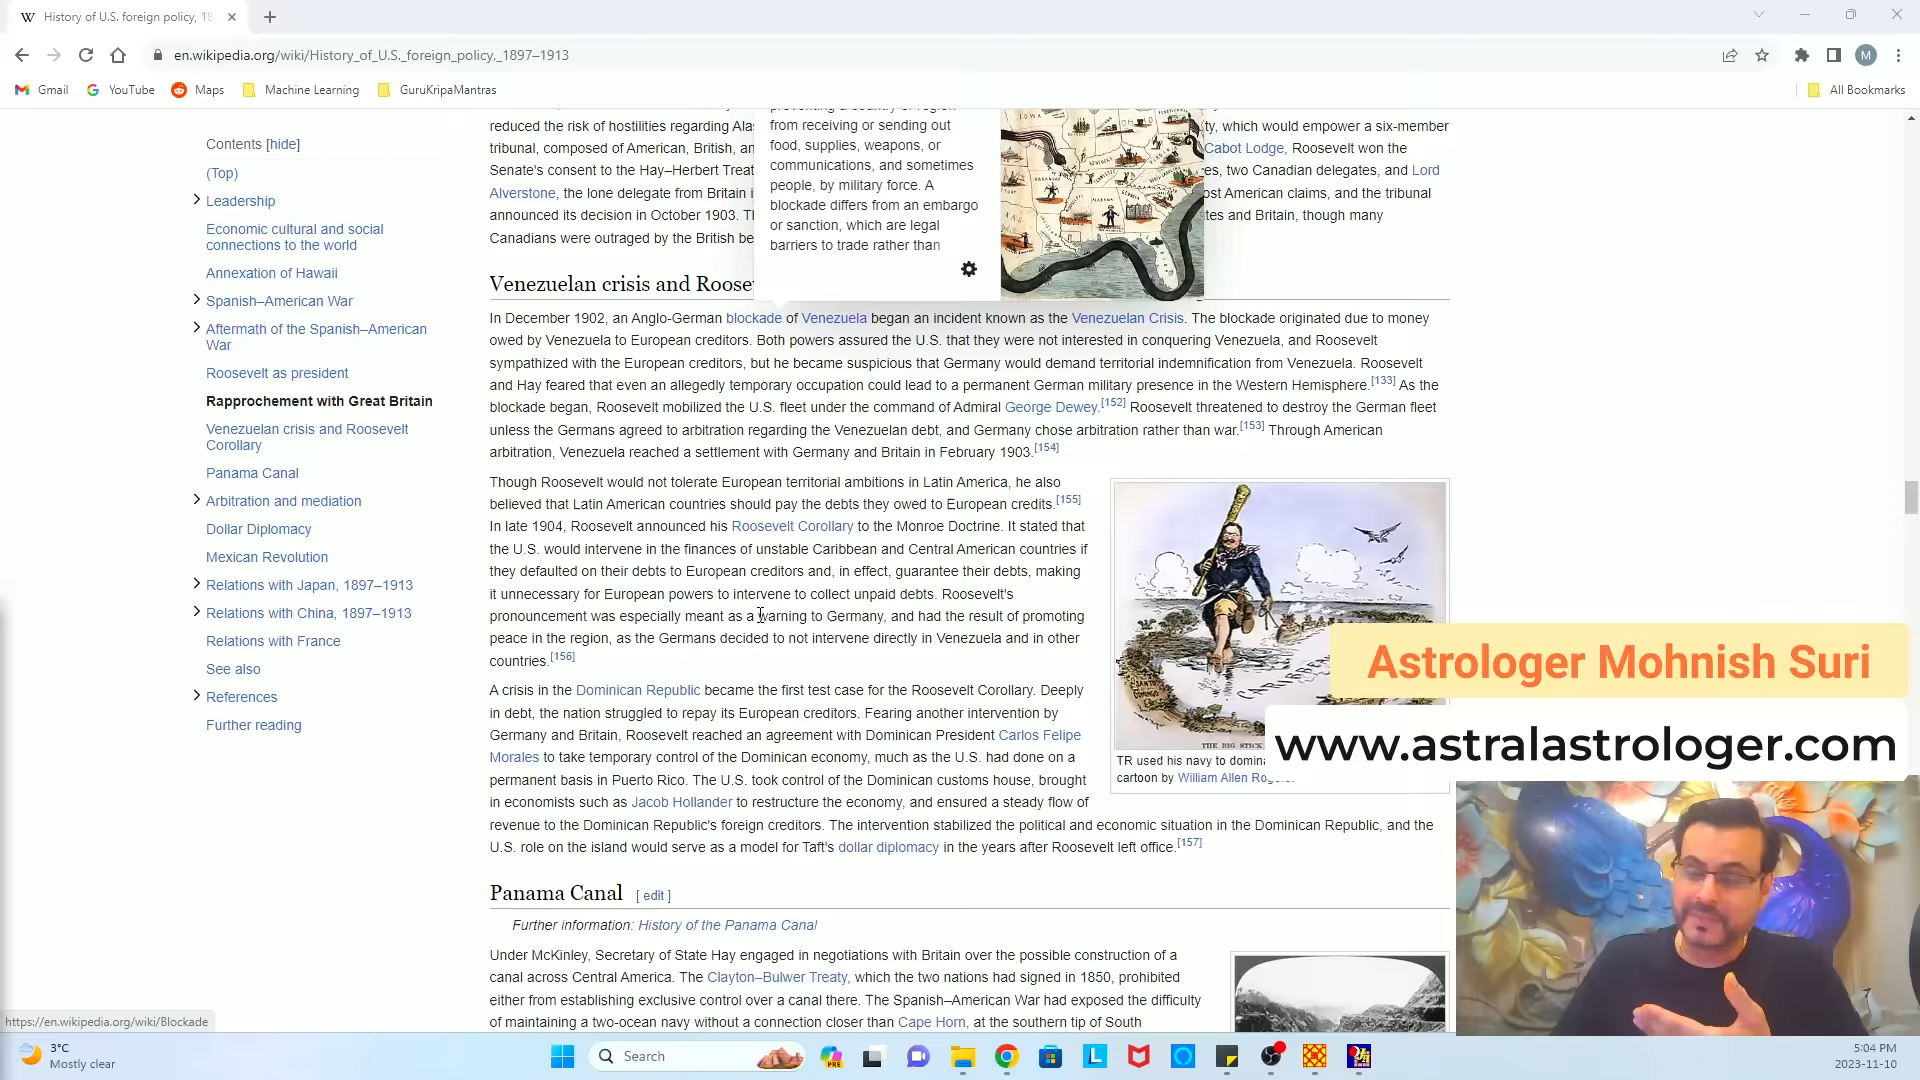 History of U.S. foreign policy, 18
en.wikipedia.org/wiki/History_of_U.S._foreign_policy,_1897–1913
M
Gmail
YouTube
Maps
Machine Learning
GuruKripaMantras
All Bookmarks
Contents [hide]
(Top)
Leadership
Economic cultural and social
connections to the world
Annexation of Hawaii
Spanish–American War
Aftermath of the Spanish–American
War
Roosevelt as president
Rapprochement with Great Britain
Venezuelan crisis and Roosevelt
Corollary
Panama Canal
Arbitration and mediation
Dollar Diplomacy
Mexican Revolution
Relations with Japan, 1897–1913
Relations with China, 1897–1913
Relations with France
See also
References
Further reading
preventing a country or region
from receiving or sending out
food, supplies, weapons, or
communications, and sometimes
people, by military force. A
blockade differs from an embargo
or sanction, which are legal
barriers to trade rather than
reduced the risk of hostilities regarding Ala ty, which would empower a six-member
tribunal, composed of American, British, an Cabot Lodge, Roosevelt won the
Senate's consent to the Hay–Herbert Treat es, two Canadian delegates, and Lord
Alverstone, the lone delegate from Britain i ost American claims, and the tribunal
announced its decision in October 1903. Th tes and Britain, though many
Canadians were outraged by the British be
Venezuelan crisis and Roose
In December 1902, an Anglo-German blockade of Venezuela began an incident known as the Venezuelan Crisis. The blockade originated due to money
owed by Venezuela to European creditors. Both powers assured the U.S. that they were not interested in conquering Venezuela, and Roosevelt
sympathized with the European creditors, but he became suspicious that Germany would demand territorial indemnification from Venezuela. Roosevelt
and Hay feared that even an allegedly temporary occupation could lead to a permanent German military presence in the Western Hemisphere.[133] As the
blockade began, Roosevelt mobilized the U.S. fleet under the command of Admiral George Dewey.[152] Roosevelt threatened to destroy the German fleet
unless the Germans agreed to arbitration regarding the Venezuelan debt, and Germany chose arbitration rather than war.[153] Through American
arbitration, Venezuela reached a settlement with Germany and Britain in February 1903.[154]
Though Roosevelt would not tolerate European territorial ambitions in Latin America, he also
believed that Latin American countries should pay the debts they owed to European credits.[155]
In late 1904, Roosevelt announced his Roosevelt Corollary to the Monroe Doctrine. It stated that
the U.S. would intervene in the finances of unstable Caribbean and Central American countries if
they defaulted on their debts to European creditors and, in effect, guarantee their debts, making
it unnecessary for European powers to intervene to collect unpaid debts. Roosevelt's
pronouncement was especially meant as a warning to Germany, and had the result of promoting
peace in the region, as the Germans decided to not intervene directly in Venezuela and in other
countries.[156]
A crisis in the Dominican Republic became the first test case for the Roosevelt Corollary. Deeply
in debt, the nation struggled to repay its European creditors. Fearing another intervention by
Germany and Britain, Roosevelt reached an agreement with Dominican President Carlos Felipe
Morales to take temporary control of the Dominican economy, much as the U.S. had done on a
permanent basis in Puerto Rico. The U.S. took control of the Dominican customs house, brought
in economists such as Jacob Hollander to restructure the economy, and ensured a steady flow of
revenue to the Dominican Republic's foreign creditors. The intervention stabilized the political and economic situation in the Dominican Republic, and the
U.S. role on the island would serve as a model for Taft's dollar diplomacy in the years after Roosevelt left office.[157]
THE BIG STICK
TR used his navy to domina
cartoon by William Allen Rogers.
Astrologer Mohnish Suri
www.astralastrologer.com
Panama Canal [ edit ]
Further information: History of the Panama Canal
Under McKinley, Secretary of State Hay engaged in negotiations with Britain over the possible construction of a
canal across Central America. The Clayton–Bulwer Treaty, which the two nations had signed in 1850, prohibited
either from establishing exclusive control over a canal there. The Spanish–American War had exposed the difficulty
of maintaining a two-ocean navy without a connection closer than Cape Horn, at the southern tip of South
https://en.wikipedia.org/wiki/Blockade
3°C
Mostly clear
Search
PRE
5:04 PM
2023-11-10